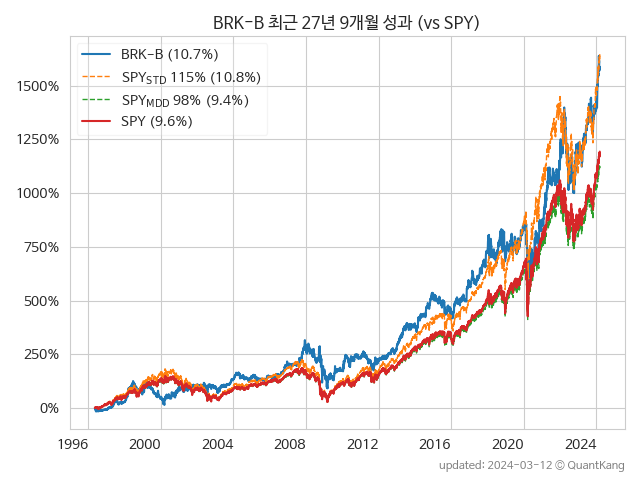 BRK-B 최근 27년 9개월 성과 (vs SPY)
BRK-B (10.7%)
SPYSTD 115% (10.8%)
SPYMDD 98% (9.4%)
SPY (9.6%)
1500%
1250%
1000%
750%
500%
250%
0%
1996 2000 2004 2008 2012 2016 2020 2024
updated: 2024-03-12 © QuantKang